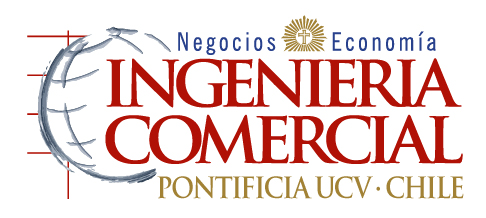 Negocios Economía
INGENIERIA
COMERCIAL
PONTIFICIA UCV · CHILE